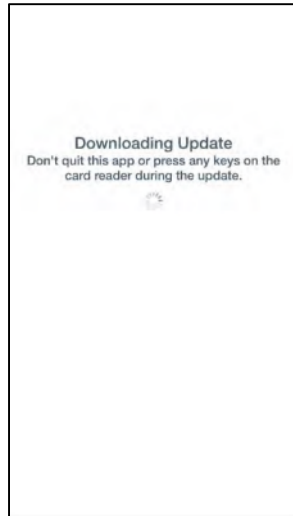 Downloading Update
Don't quit this app or press any keys on the
card reader during the update.